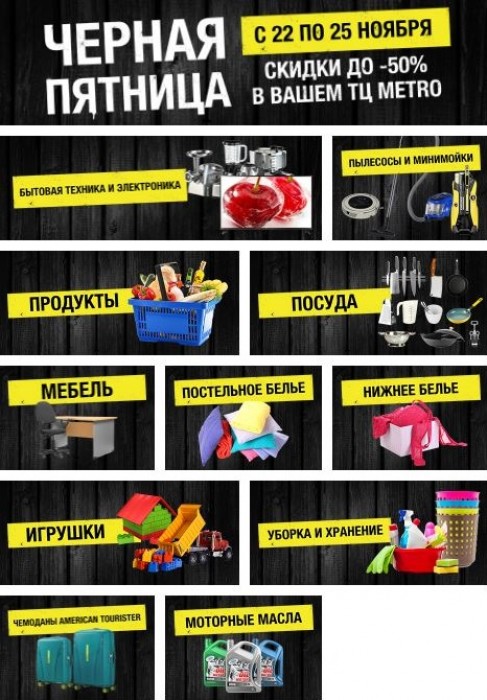 ЧЕРНАЯ
ПЯТНИЦА
С 22 ПО 25 НОЯБРЯ
СКИДКИ ДО -50%
В ВАШЕМ ТЦ METRO
БЫТОВАЯ ТЕХНИКА И ЭЛЕКТРОНИКА
ПЫЛЕСОСЫ И МИНИМОЙКИ
ПРОДУКТЫ
ПОСУДА
МЕБЕЛЬ
ПОСТЕЛЬНОЕ БЕЛЬЕ
НИЖНЕЕ БЕЛЬЕ
ИГРУШКИ
УБОРКА И ХРАНЕНИЕ
ЧЕМОДАНЫ AMERICAN TOURISTER
МОТОРНЫЕ МАСЛА